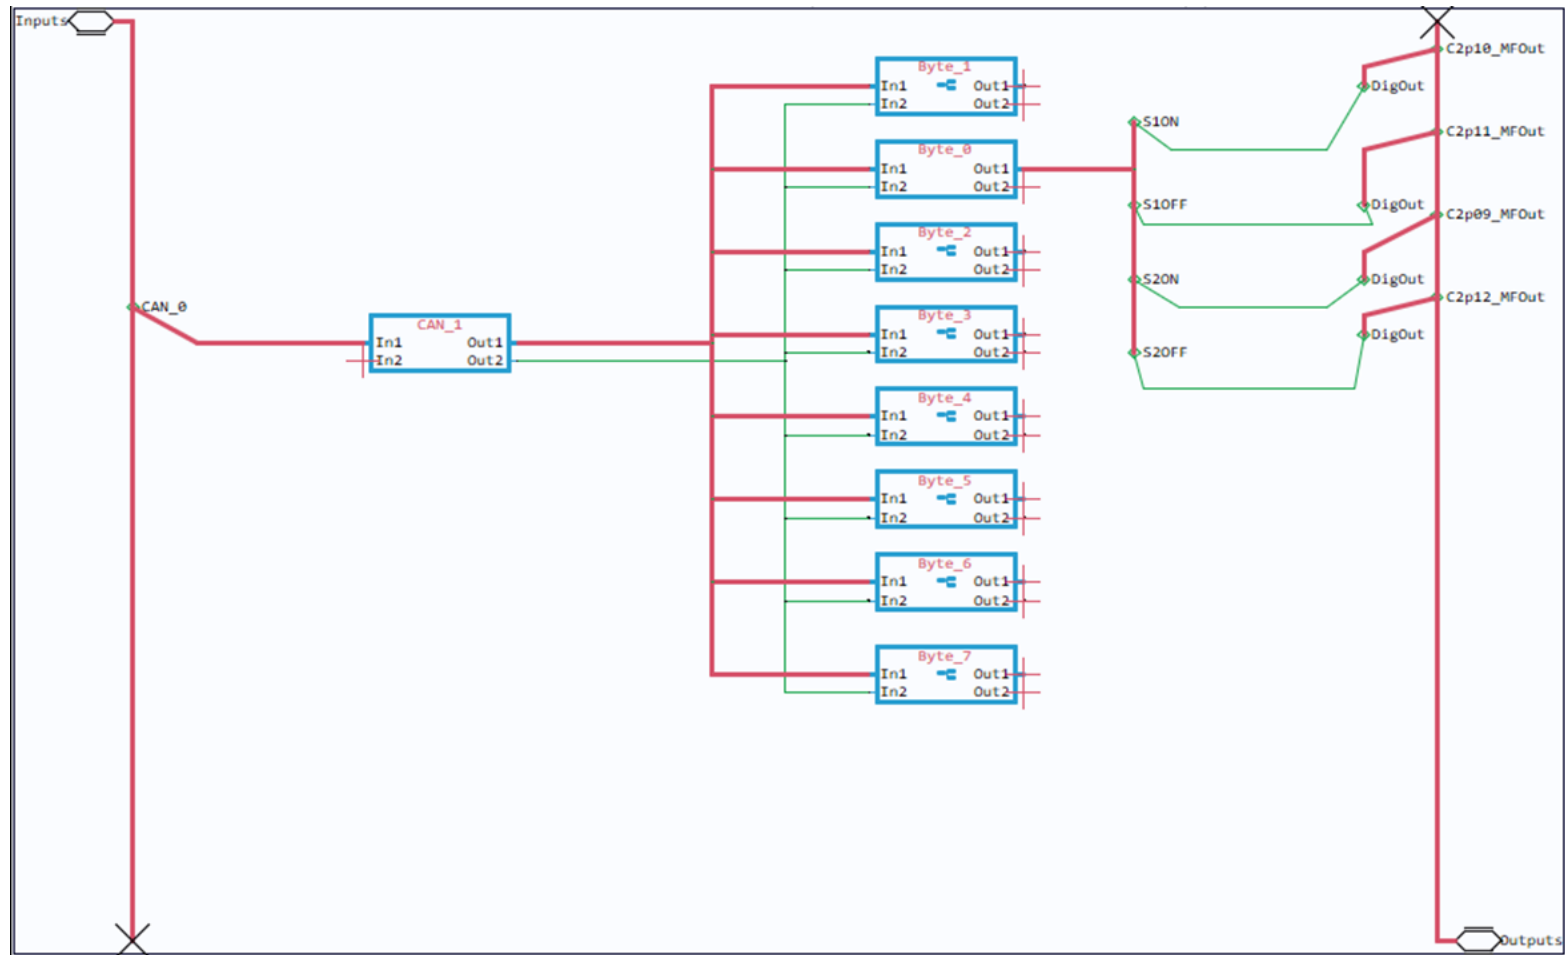 Inputs
C2p10_MFOut
Byte_1
In1 Out1
In2 Out2
DigOut
S1ON
C2p11_MFOut
Byte_0
In1 Out1
In2 Out2
S1OFF
DigOut
C2p09_MFOut
Byte_2
In1 Out1
In2 Out2
S2ON
DigOut
C2p12_MFOut
CAN_0
Byte_3
In1 Out1
In2 Out2
DigOut
CAN_1
In1 Out1
In2 Out2
S2OFF
Byte_4
In1 Out1
In2 Out2
Byte_5
In1 Out1
In2 Out2
Byte_6
In1 Out1
In2 Out2
Byte_7
In1 Out1
In2 Out2
Outputs